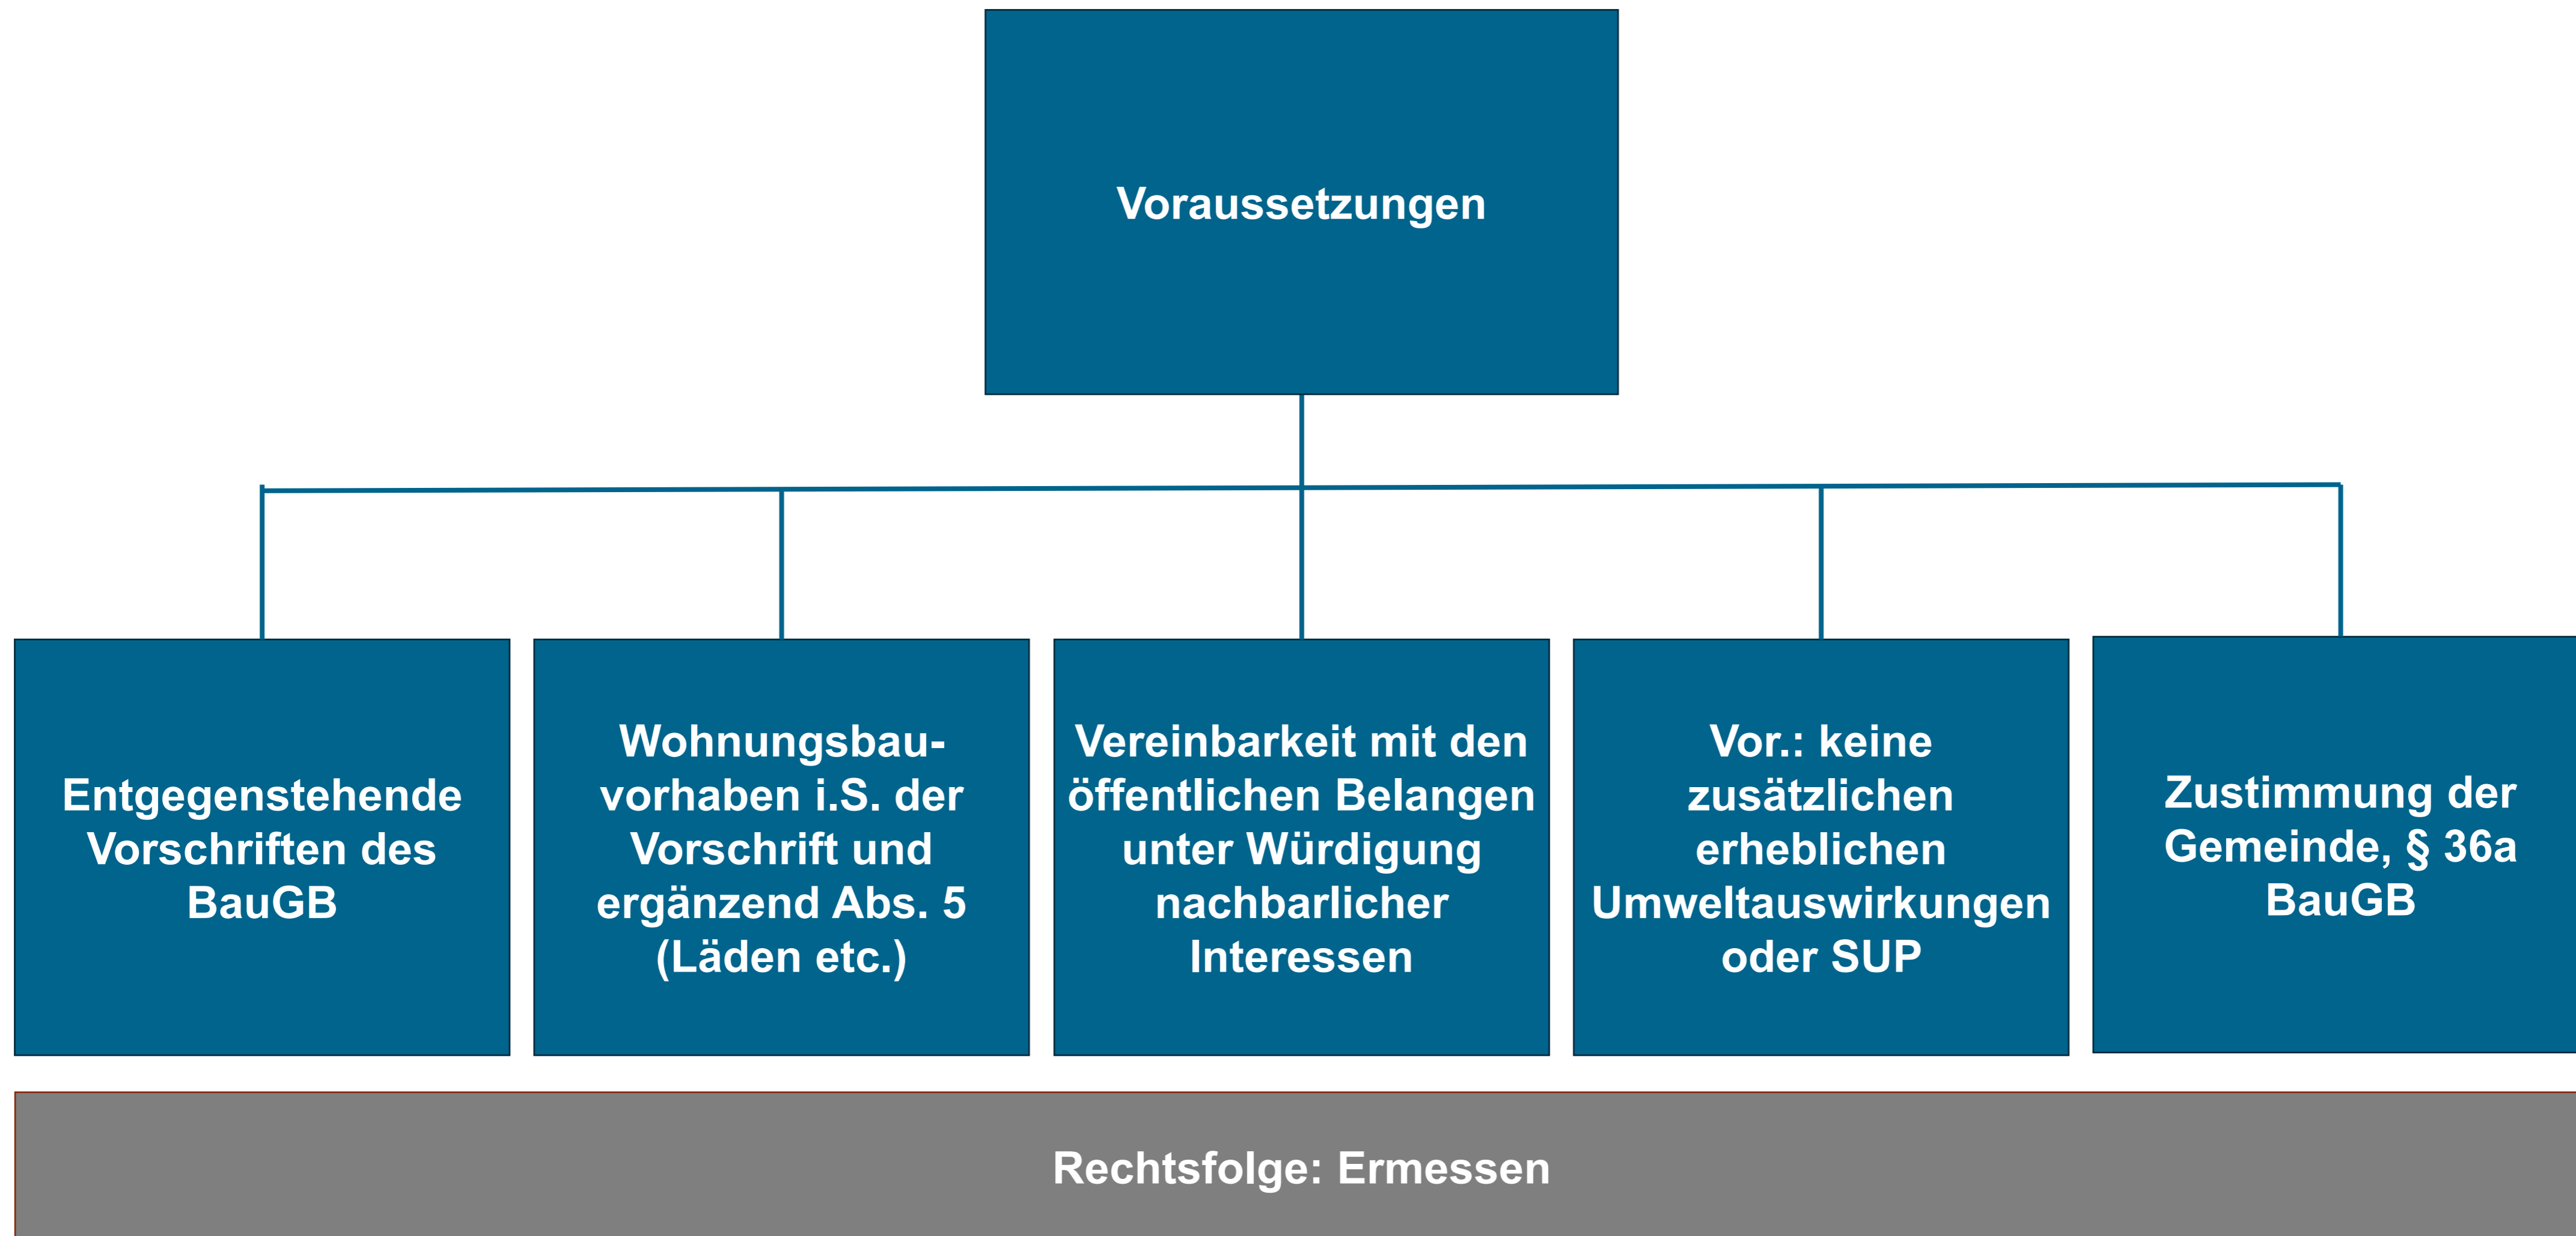 Voraussetzungen
Entgegenstehende
Vorschriften des
BauGB
Wohnungsbau-
vorhaben i.S. der
Vorschrift und
ergänzend Abs. 5
(Läden etc.)
Vereinbarkeit mit den
öffentlichen Belangen
unter Würdigung
nachbarlicher
Interessen
Vor.: keine
zusätzlichen
erheblichen
Umweltauswirkungen
oder SUP
Zustimmung der
Gemeinde, § 36a
BauGB
Rechtsfolge: Ermessen